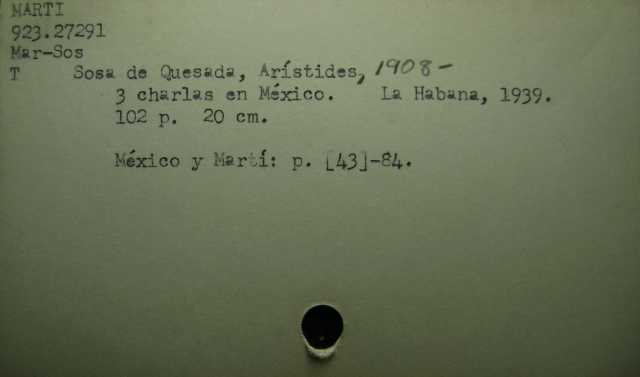 MARTI
923.27291
Mar-Sos
T Sosa de Quesada, Arístides, 1908-
3 charlas en México. La Habana, 1939.
102 p. 20 cm.
México y Martí: p. [43]-84.